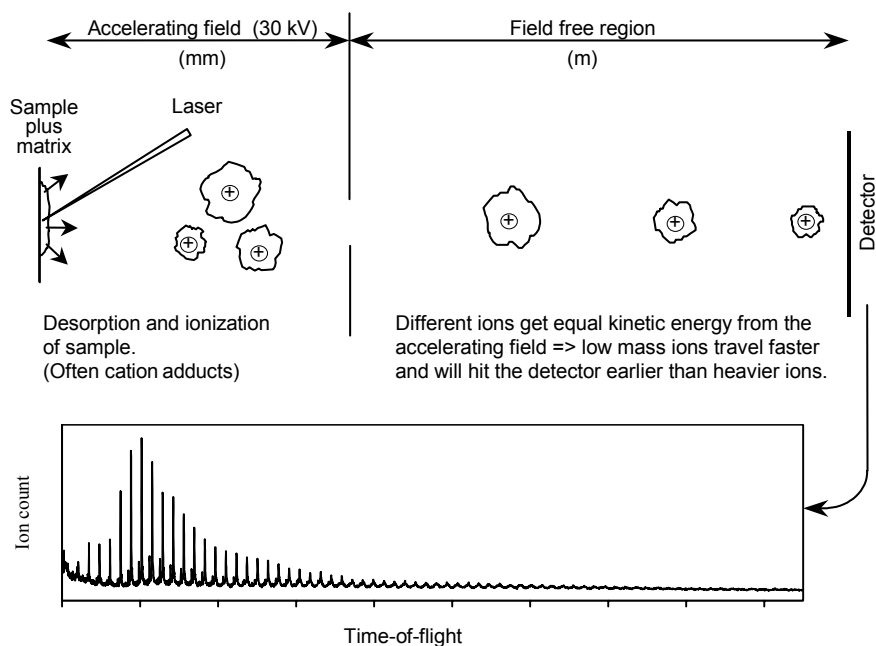 Accelerating field (30 kV)
(mm)
Field free region
(m)
Sample
plus
matrix
Laser
+
+
+
+
+
+
Detector
Desorption and ionization
of sample.
(Often cation adducts)
Different ions get equal kinetic energy from the
accelerating field => low mass ions travel faster
and will hit the detector earlier than heavier ions.
Ion count
Time-of-flight